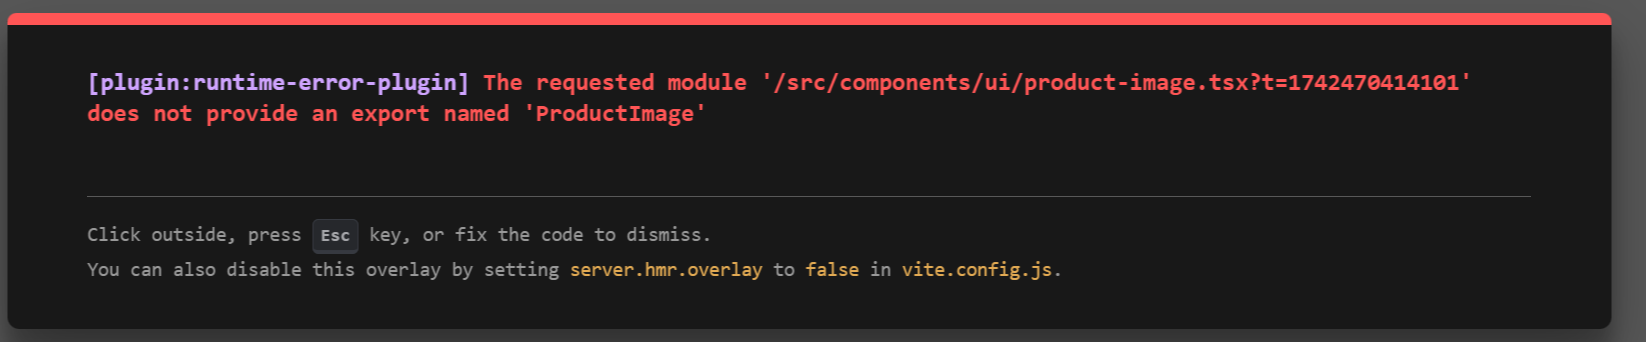 [plugin:runtime-error-plugin] The requested module '/src/components/ui/product-image.tsx?t=1742470414101'
does not provide an export named 'ProductImage'
Click outside, press Esc key, or fix the code to dismiss.
You can also disable this overlay by setting server.hmr.overlay to false in vite.config.js.